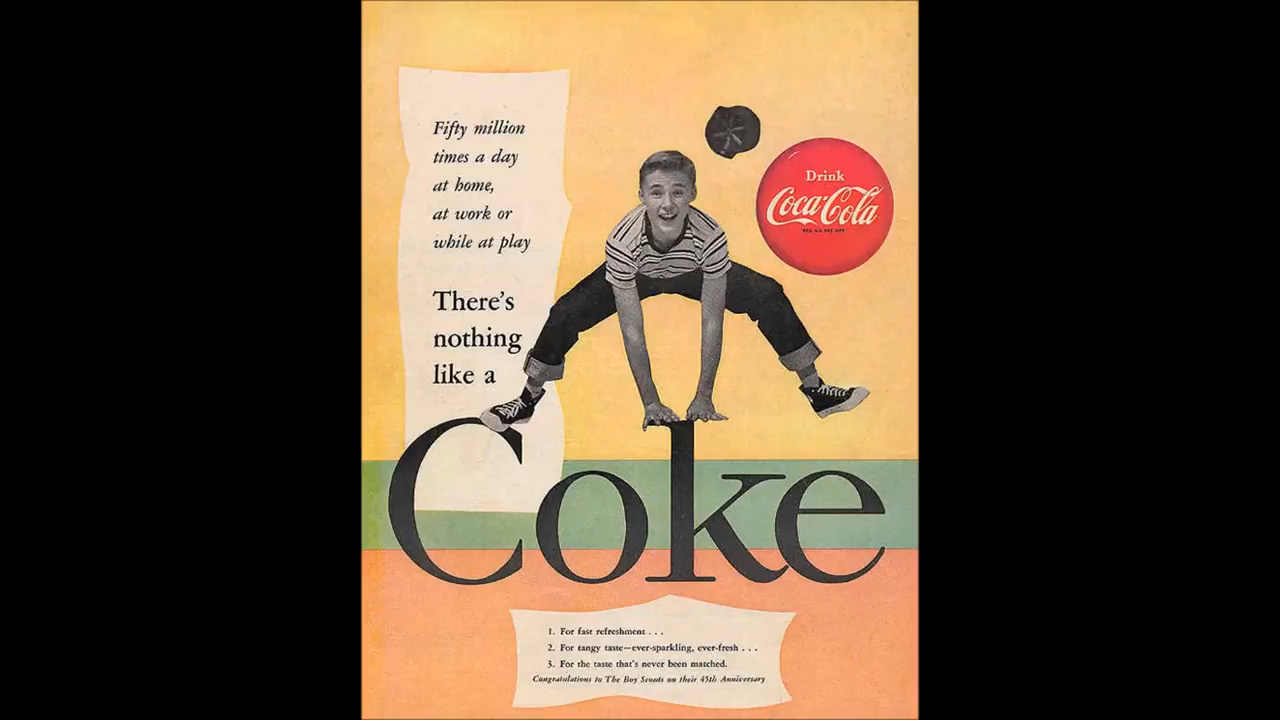 Fifty million
times a day
at home,
at work or
while at play
There's
nothing
like a
Coke
Drink
Coca-Cola
1. For fast refreshment . . .
2. For tangy taste—ever-sparkling, ever-fresh . . .
3. For the taste that's never been matched.
Congratulations to The Boy Scouts on their 45th Anniversary